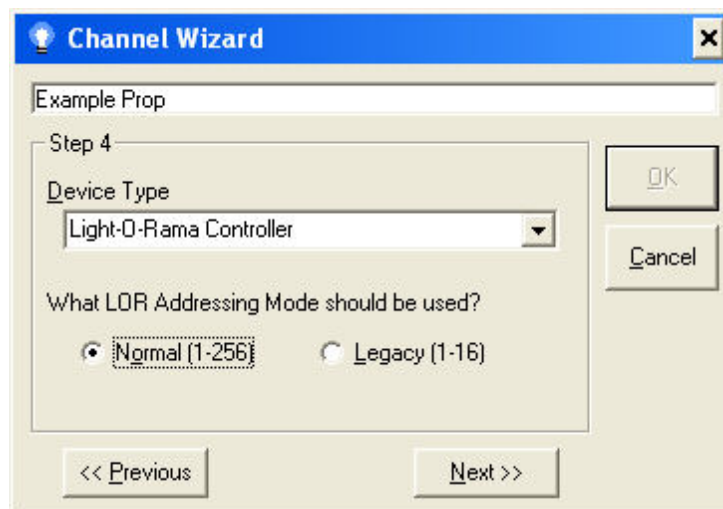 Channel Wizard
Example Prop
Step 4
Device Type
Light-O-Rama Controller
OK
Cancel
What LOR Addressing Mode should be used?
Normal (1-256) Legacy (1-16)
<< Previous Next >>